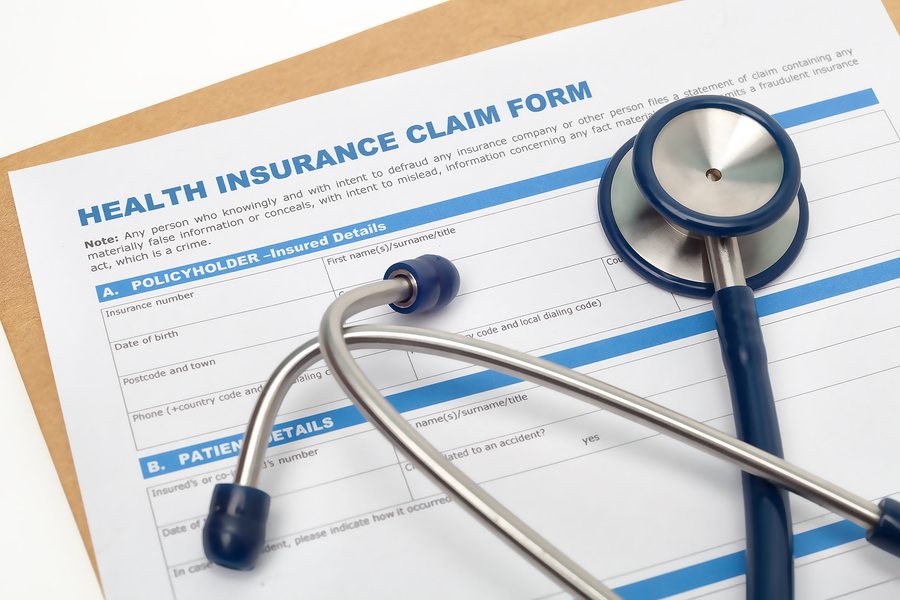 HEALTH INSURANCE CLAIM FORM
Note: Any person who knowingly and with intent to defraud any insurance company or other person files a statement of claim containing any
materially false information or conceals, with intent to mislead, information concerning any fact a fraudulent insurance
act, which is a crime.
A. POLICYHOLDER –Insured Details
Insurance number First name(s)/surname/title
Date of birth
Postcode and town
Phone (+country code and code and local dialing code)
B. PATIENT DETAILS
Insured's or number name(s)/surname/title
Date of to an accident? yes
In case please indicate how it occurred